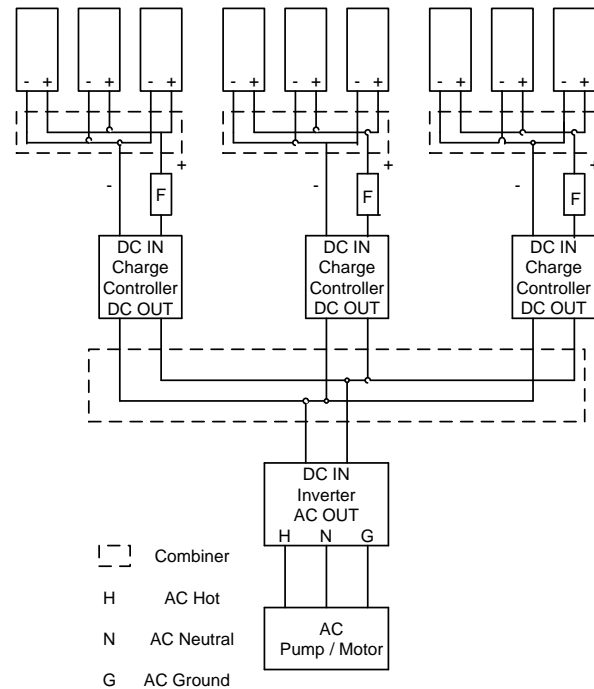 - + - + - +
- + - + - +
- + - + - +
+ + +
- - -
F F F
DC IN DC IN DC IN
Charge Charge Charge
Controller Controller Controller
DC OUT DC OUT DC OUT
DC IN
Inverter
AC OUT
H N G
AC
Pump / Motor
Combiner
H AC Hot
N AC Neutral
G AC Ground